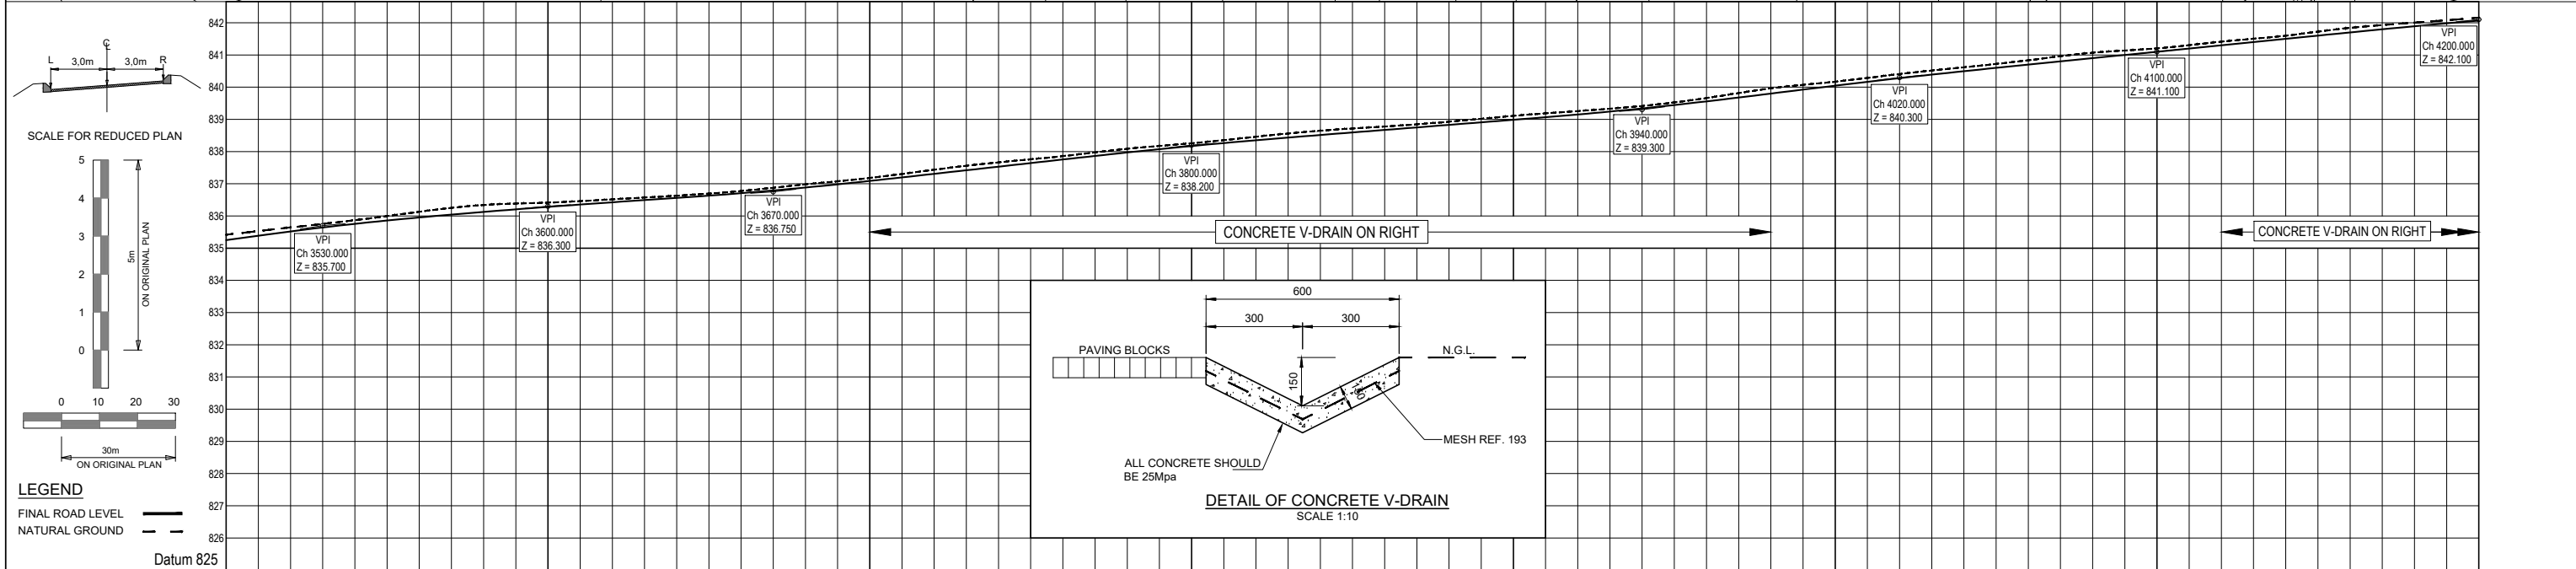 L
℄
R
3,0m
3,0m
SCALE FOR REDUCED PLAN
5
4
3
2
1
0
5m
ON ORIGINAL PLAN
0 10 20 30
30m
ON ORIGINAL PLAN
LEGEND
FINAL ROAD LEVEL
NATURAL GROUND
842
841
840
839
838
837
836
835
834
833
832
831
830
829
828
827
826
Datum 825
VPI
Ch 3530.000
Z = 835.700
VPI
Ch 3600.000
Z = 836.300
VPI
Ch 3670.000
Z = 836.750
VPI
Ch 3800.000
Z = 838.200
VPI
Ch 3940.000
Z = 839.300
VPI
Ch 4020.000
Z = 840.300
VPI
Ch 4100.000
Z = 841.100
VPI
Ch 4200.000
Z = 842.100
CONCRETE V-DRAIN ON RIGHT
CONCRETE V-DRAIN ON RIGHT
600
300
300
PAVING BLOCKS
N.G.L.
150
MESH REF. 193
ALL CONCRETE SHOULD
BE 25Mpa
DETAIL OF CONCRETE V-DRAIN
SCALE 1:10